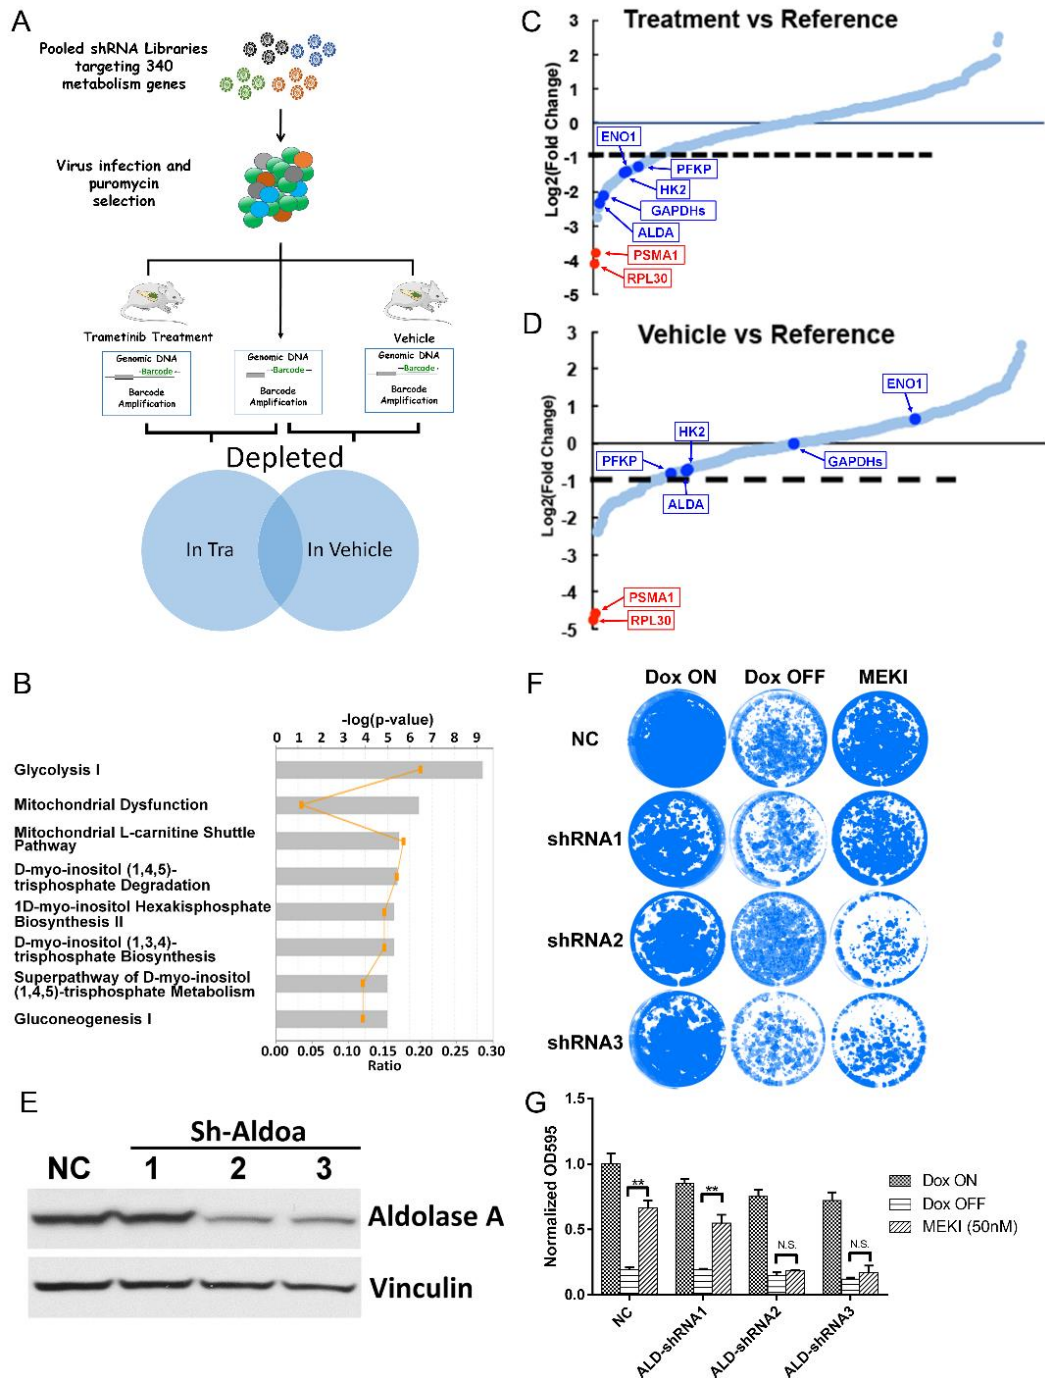 A
Pooled shRNA Libraries
targeting 340
metabolism genes
Virus infection and
puromycin
selection
Trametinib Treatment
Vehicle
Genomic DNA
Barcode
Barcode
Amplification
Genomic DNA
Barcode
Barcode
Amplification
Genomic DNA
Barcode
Barcode
Amplification
Depleted
In Tra
In Vehicle
C
Treatment vs Reference
Log2(Fold Change)
3
2
1
0
-1
-2
-3
-4
-5
ENO1
PFKP
HK2
GAPDHs
ALDA
PSMA1
RPL30
D
Vehicle vs Reference
Log2(Fold Change)
3
2
1
0
-1
-2
-3
-4
-5
ENO1
HK2
PFKP
GAPDHs
ALDA
PSMA1
RPL30
B
-log(p-value)
0 1 2 3 4 5 6 7 8 9
Glycolysis I
Mitochondrial Dysfunction
Mitochondrial L-carnitine Shuttle
Pathway
D-myo-inositol (1,4,5)-
trisphosphate Degradation
1D-myo-inositol Hexakisphosphate
Biosynthesis II
D-myo-inositol (1,3,4)-
trisphosphate Biosynthesis
Superpathway of D-myo-inositol
(1,4,5)-trisphosphate Metabolism
Gluconeogenesis I
0.00 0.05 0.10 0.15 0.20 0.30
Ratio
F
Dox ON Dox OFF MEKI
NC
shRNA1
shRNA2
shRNA3
E
Sh-Aldoa
NC 1 2 3
Aldolase A
Vinculin
G
Normalized OD595
1.5
1.0
0.5
0.0
**
**
N.S.
N.S.
NC
ALD-shRNA1
ALD-shRNA2
ALD-shRNA3
Dox ON
Dox OFF
MEKI (50nM)